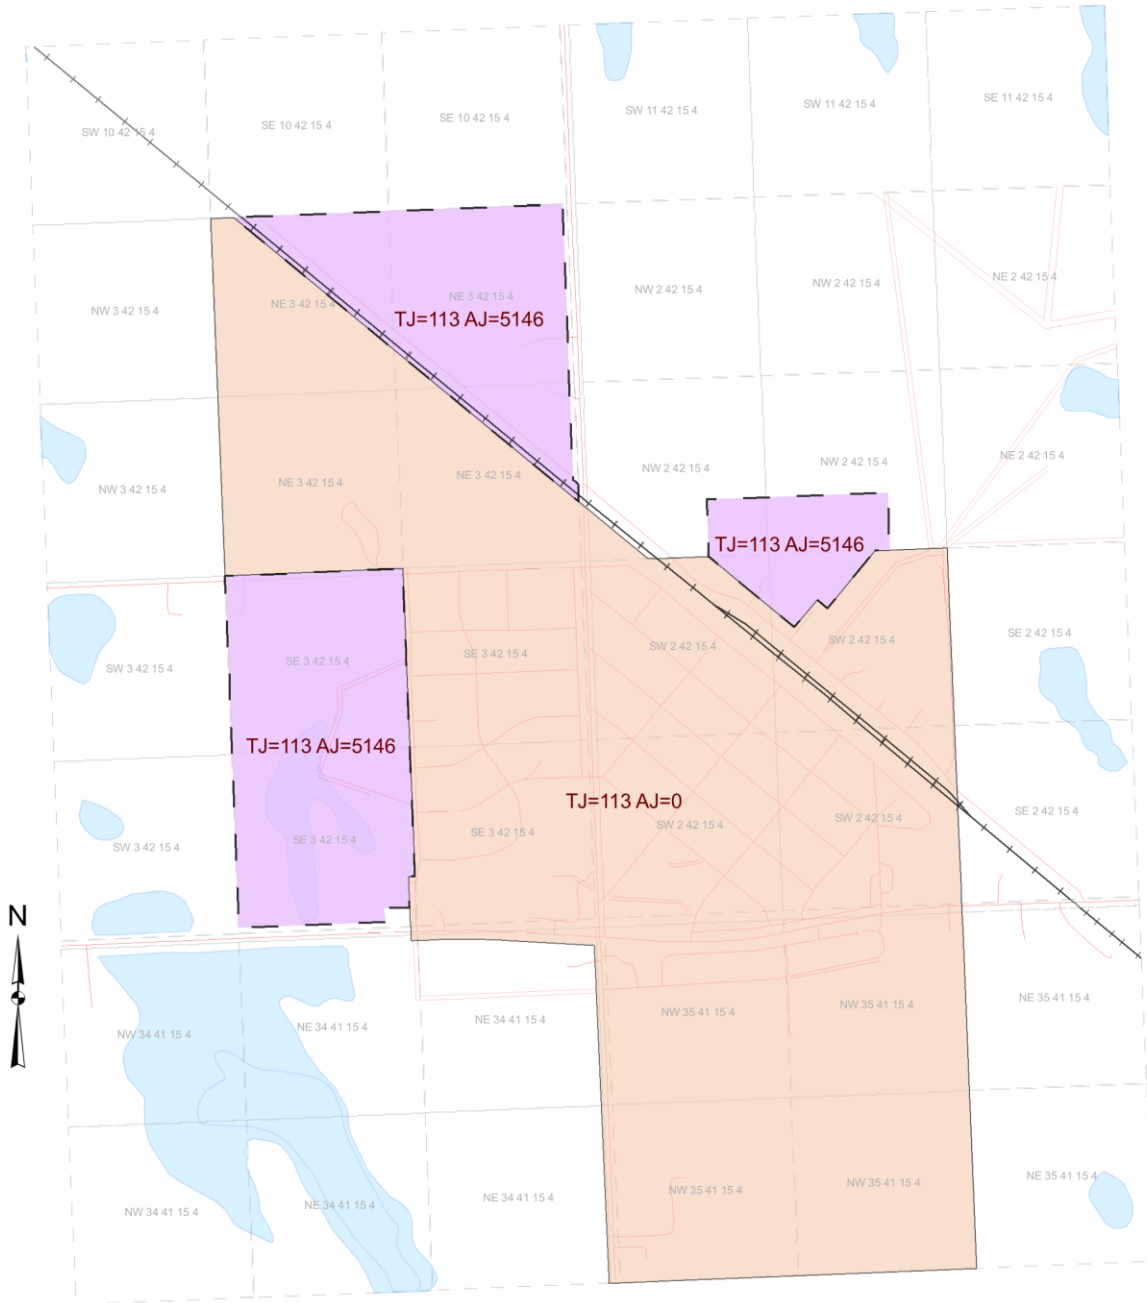 SE 11 42 15 4
SW 11 42 15 4
SW 11 42 15 4
SE 10 42 15 4
SE 10 42 15 4
SW 10 42 15 4
NE 2 42 15 4
NW 2 42 15 4
NW 2 42 15 4
NE 3 42 15 4
NE 3 42 15 4
NW 3 42 15 4
TJ=113 AJ=5146
NE 2 42 15 4
NW 2 42 15 4
NW 2 42 15 4
NE 3 42 15 4
NE 3 42 15 4
NW 3 42 15 4
TJ=113 AJ=5146
SE 2 42 15 4
SW 2 42 15 4
SW 2 42 15 4
SE 3 42 15 4
SE 3 42 15 4
SW 3 42 15 4
TJ=113 AJ=5146
TJ=113 AJ=0
SE 2 42 15 4
SW 2 42 15 4
SW 2 42 15 4
SE 3 42 15 4
SE 3 42 15 4
SW 3 42 15 4
N
NE 35 41 15 4
NW 35 41 15 4
NW 35 41 15 4
NE 34 41 15 4
NE 34 41 15 4
NW 34 41 15 4
NE 35 41 15 4
NW 35 41 15 4
NW 35 41 15 4
NE 34 41 15 4
NE 34 41 15 4
NW 34 41 15 4